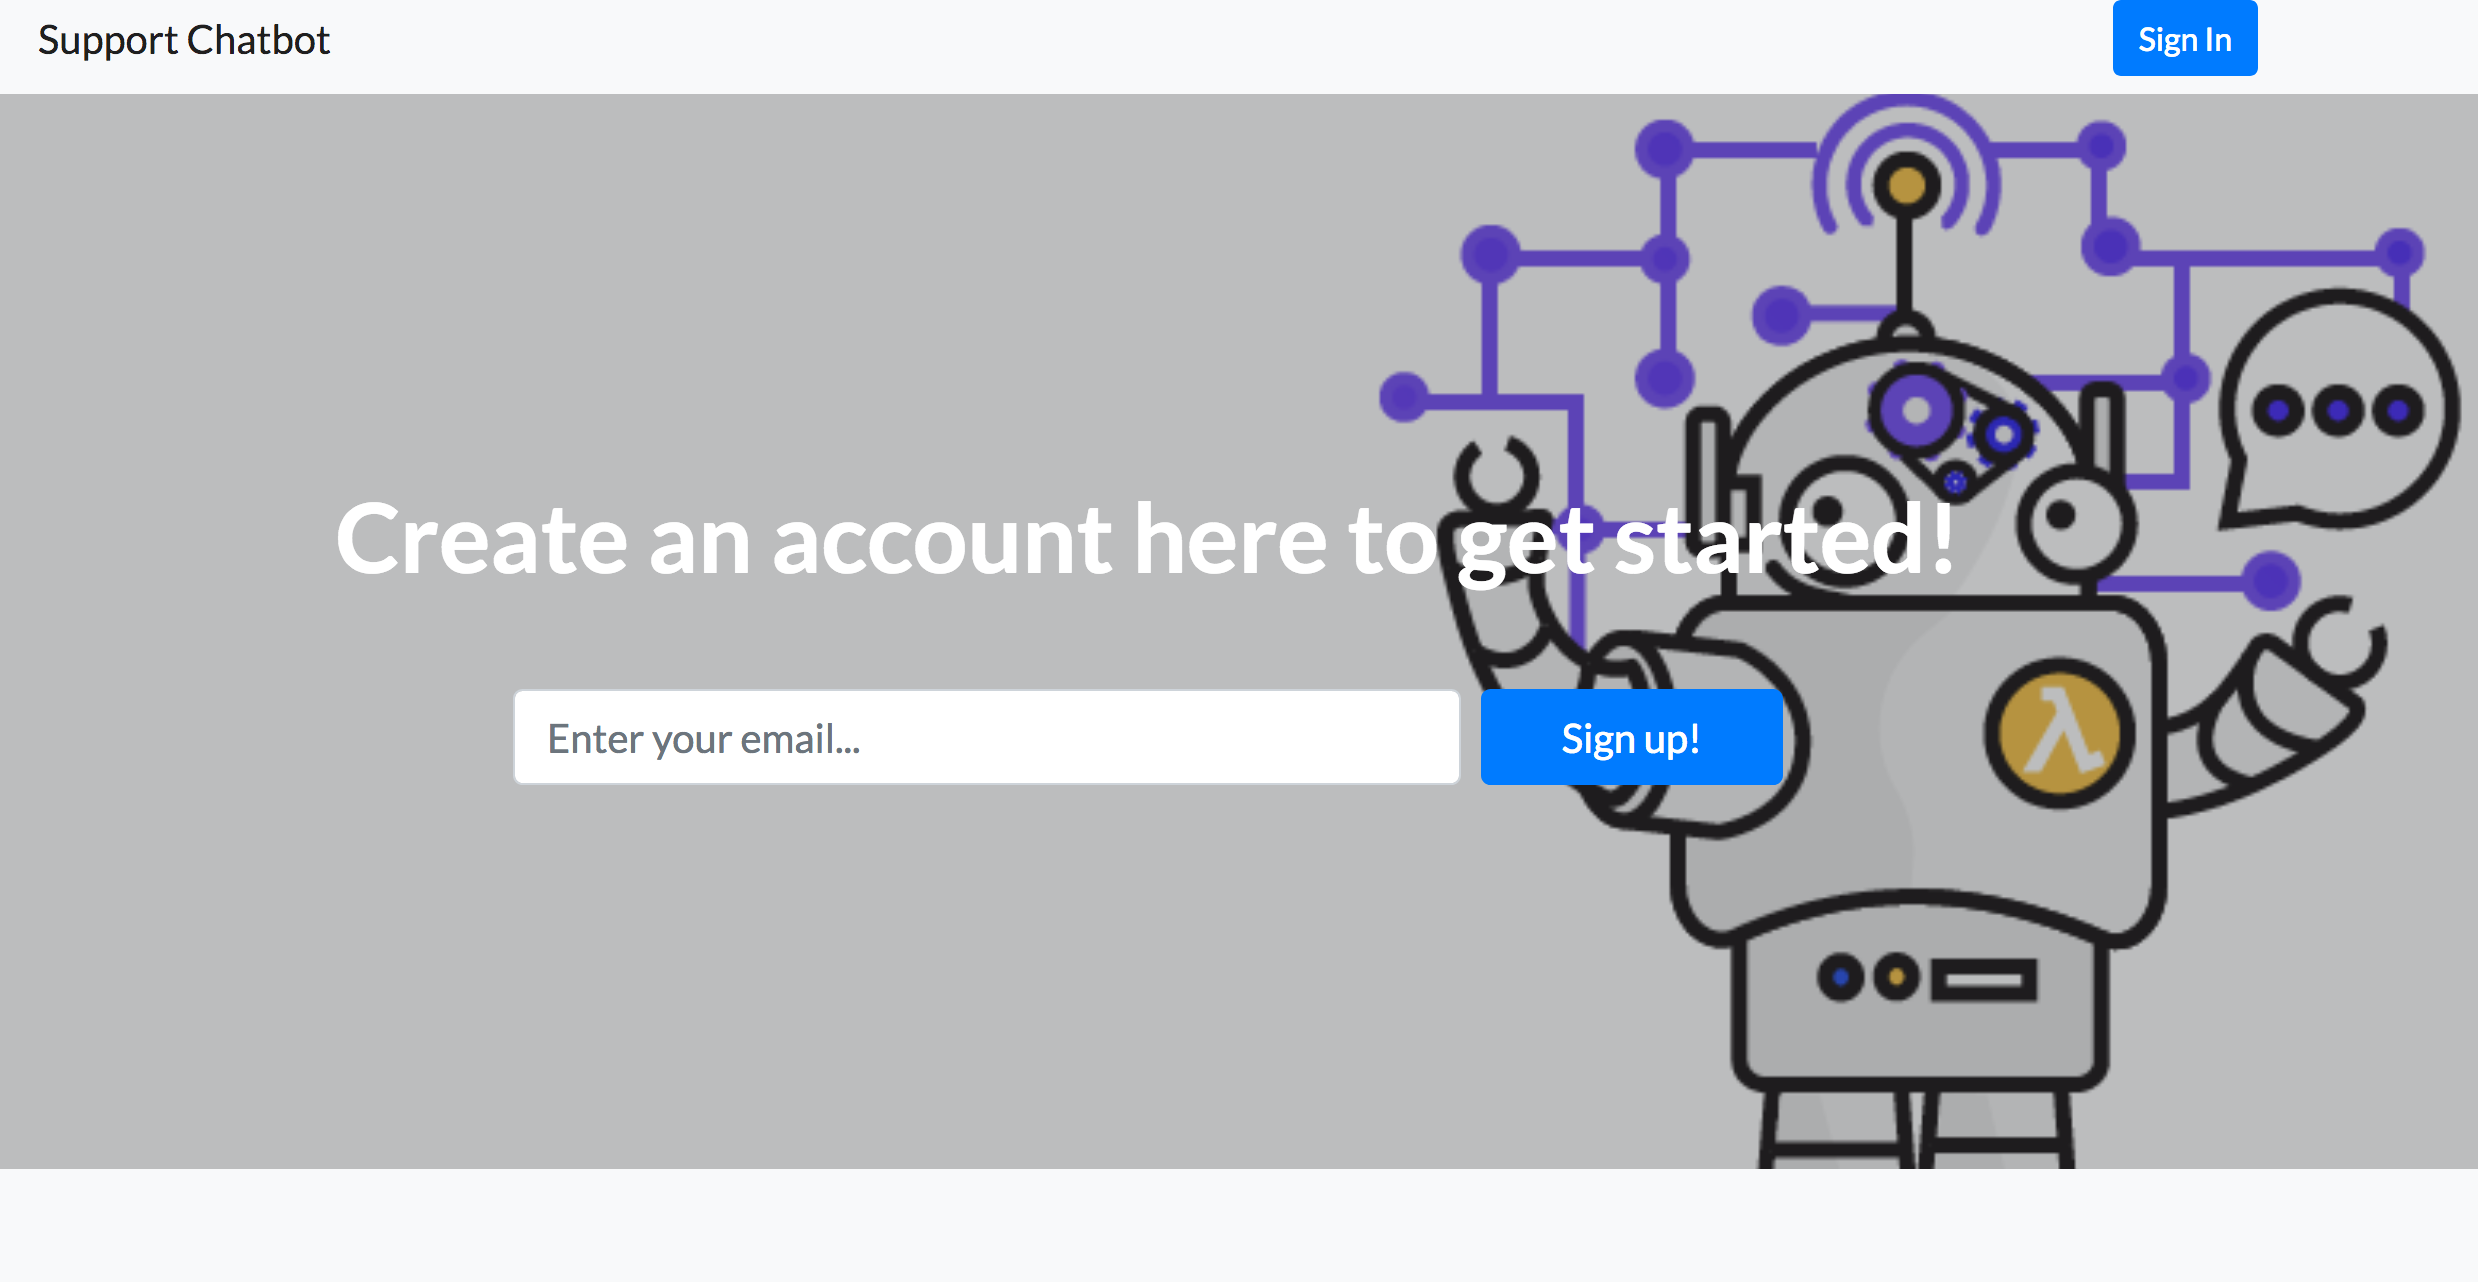 Support Chatbot
Sign In
Create an account here to get started!
Enter your email...
Sign up!
λ